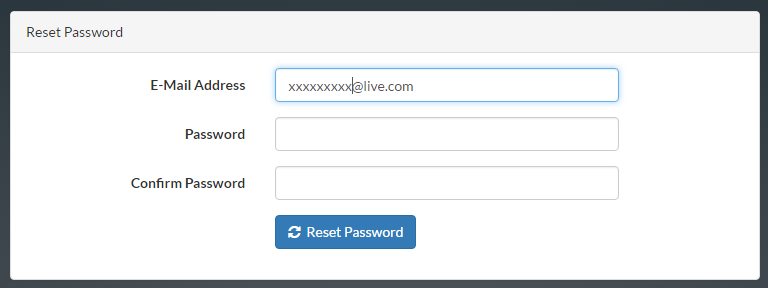 Reset Password
E-Mail Address
xxxxxxxxx@live.com
Password
Confirm Password
Reset Password